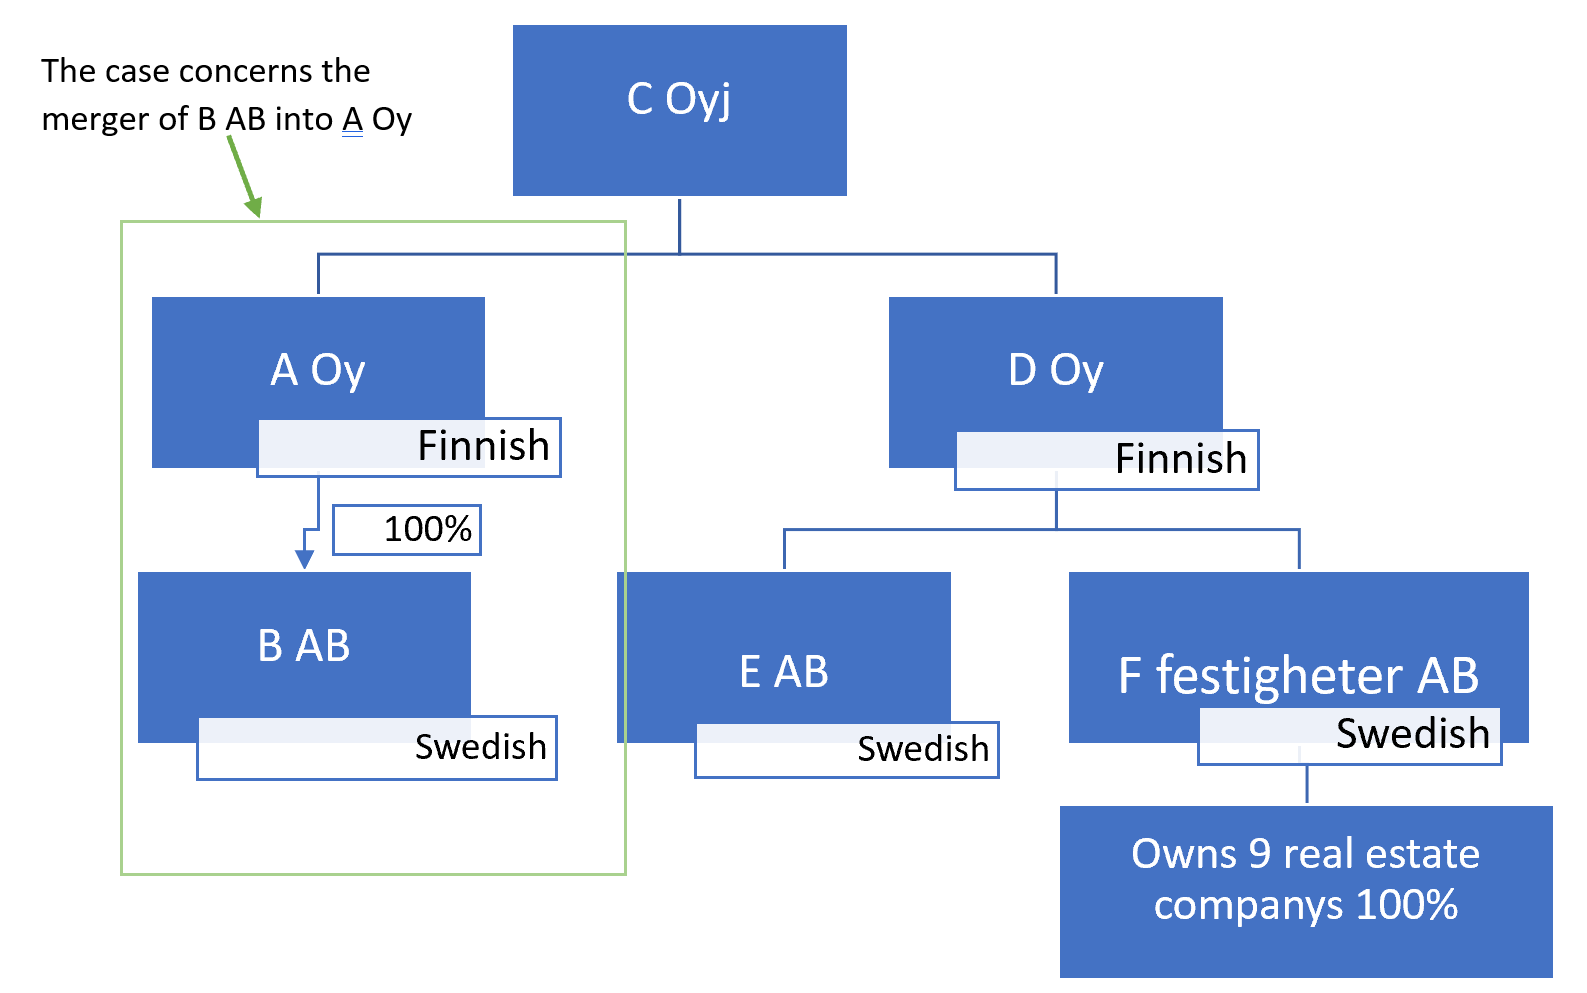 The case concerns the
merger of B AB into A Oy
C Oyj
A Oy
Finnish
D Oy
Finnish
100%
B AB
Swedish
E AB
Swedish
F festigheter AB
Swedish
Owns 9 real estate
companys 100%